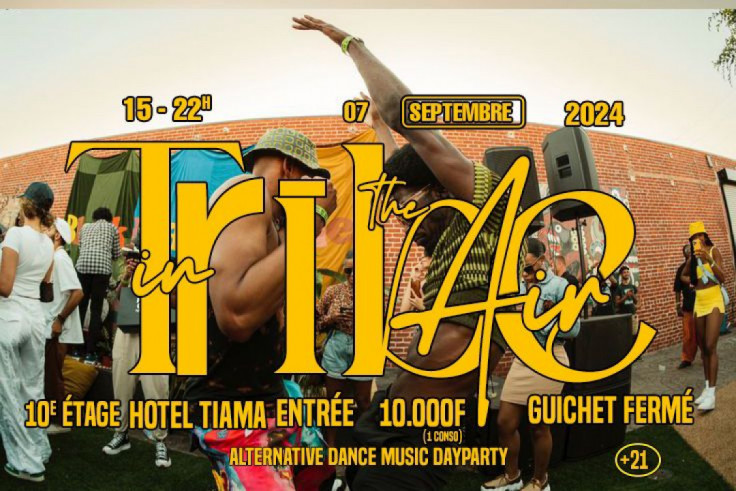 15 - 22H
07 SEPTEMBRE 2024
Tribe
in the Air
10E ÉTAGE HOTEL TIAMA ENTRÉE 10.000F GUICHET FERMÉ
(1 CONSO)
ALTERNATIVE DANCE MUSIC DAYPARTY
+21